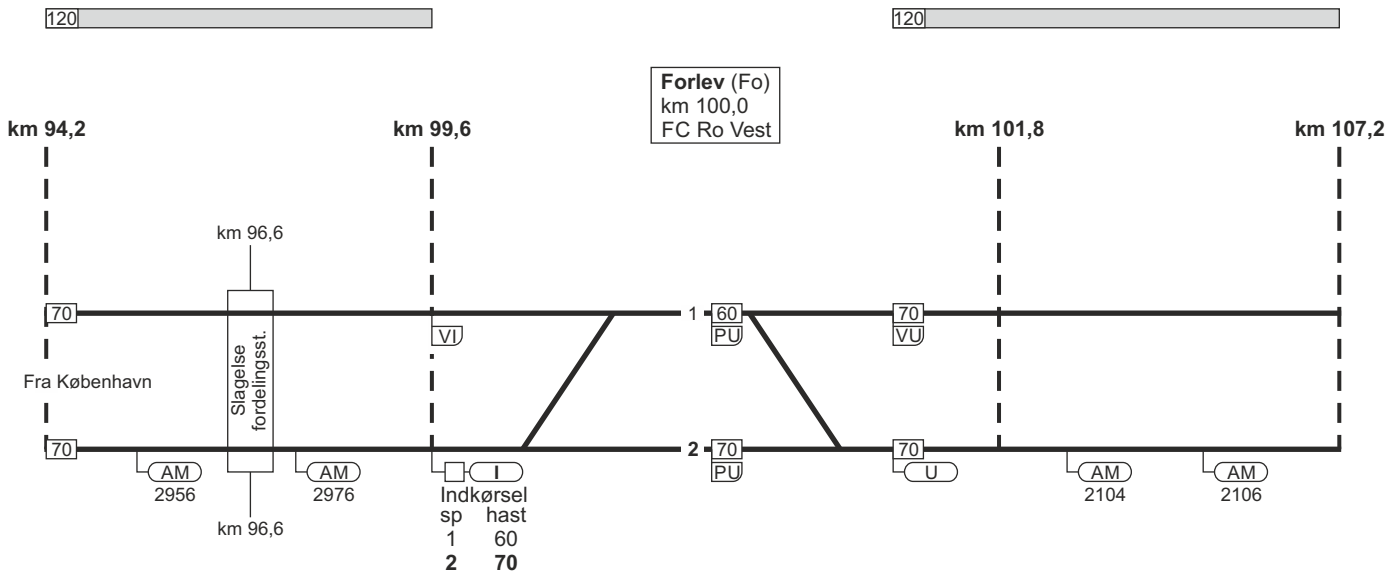 120
120
Forlev (Fo)
km 100,0
FC Ro Vest
km 94,2
km 99,6
km 101,8
km 107,2
km 96,6
70
1
60
70
VI
PU
VU
Fra København
Slagelse
fordelingsst.
70
2
70
70
AM
2956
AM
2976
I
PU
U
AM
2104
AM
2106
km 96,6
Indkørsel
sp hast
1 60
2 70